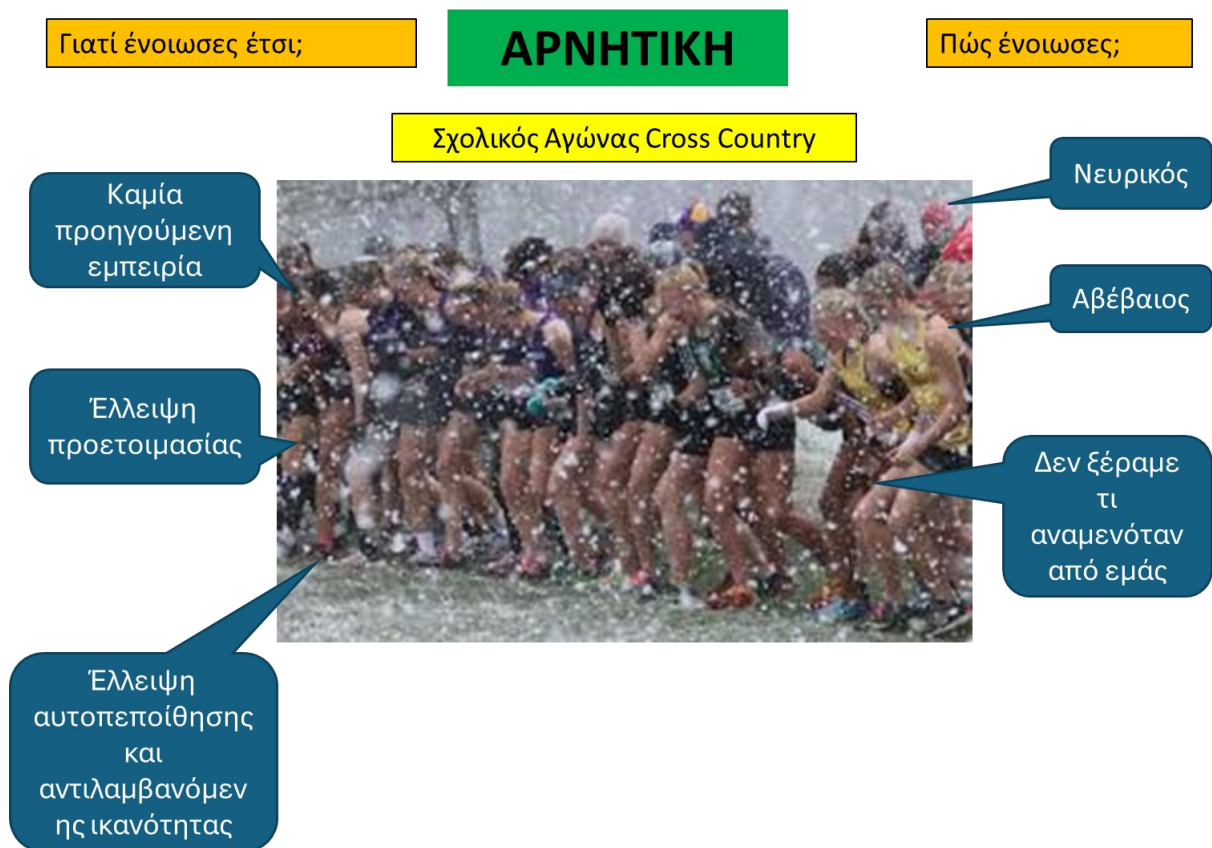 Γιατί ένοιωσες έτσι;
ΑΡΝΗΤΙΚΗ
Πώς ένοιωσες;
Σχολικός Αγώνας Cross Country
Καμία
προηγούμενη
εμπειρία
Έλλειψη
προετοιμασίας
Έλλειψη
αυτοπεποίθησης
και
αντιλαμβανόμεν
ης ικανότητας
Νευρικός
Αβέβαιος
Δεν ξέραμε
τι
αναμενόταν
από εμάς